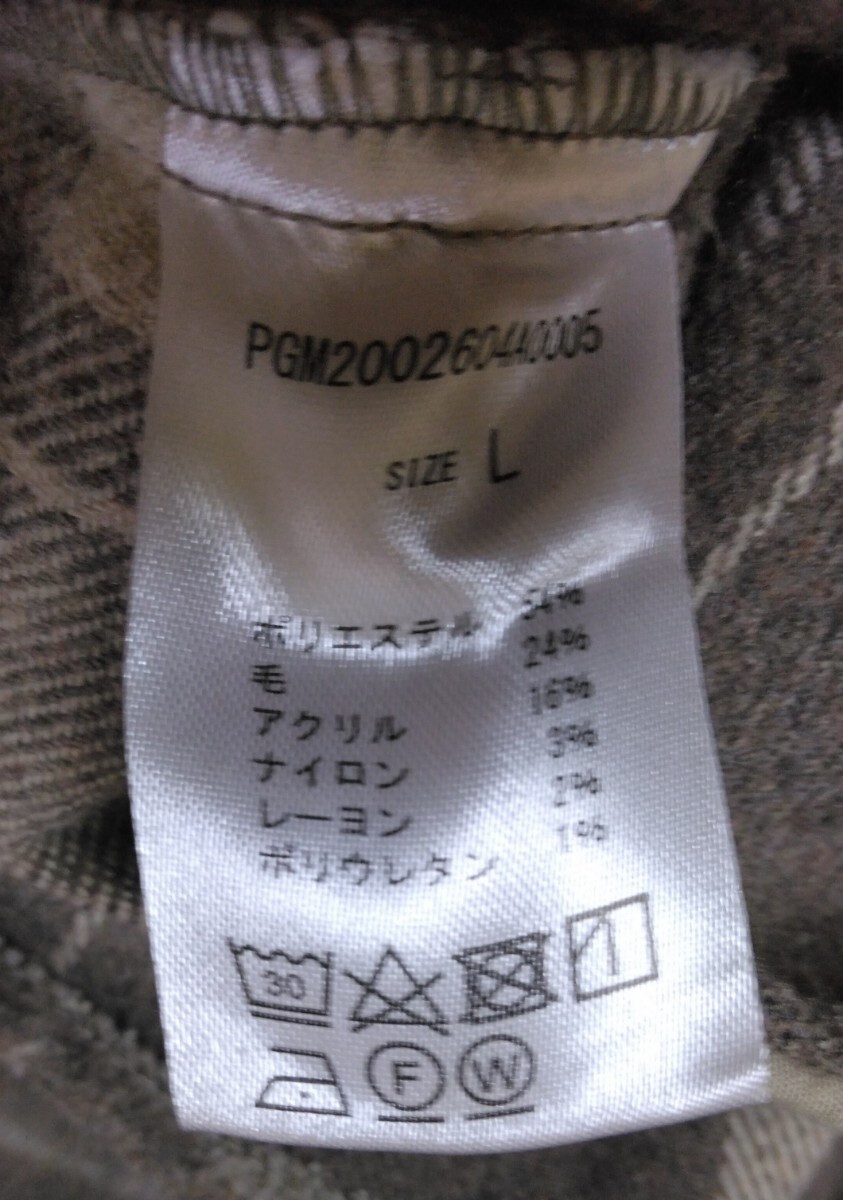 PGM2002604A0005
SIZE L
ポリエステル 54%
毛 24%
アクリル 16%
ナイロン 3%
レーヨン 2%
ポリウレタン 1%
30
F W